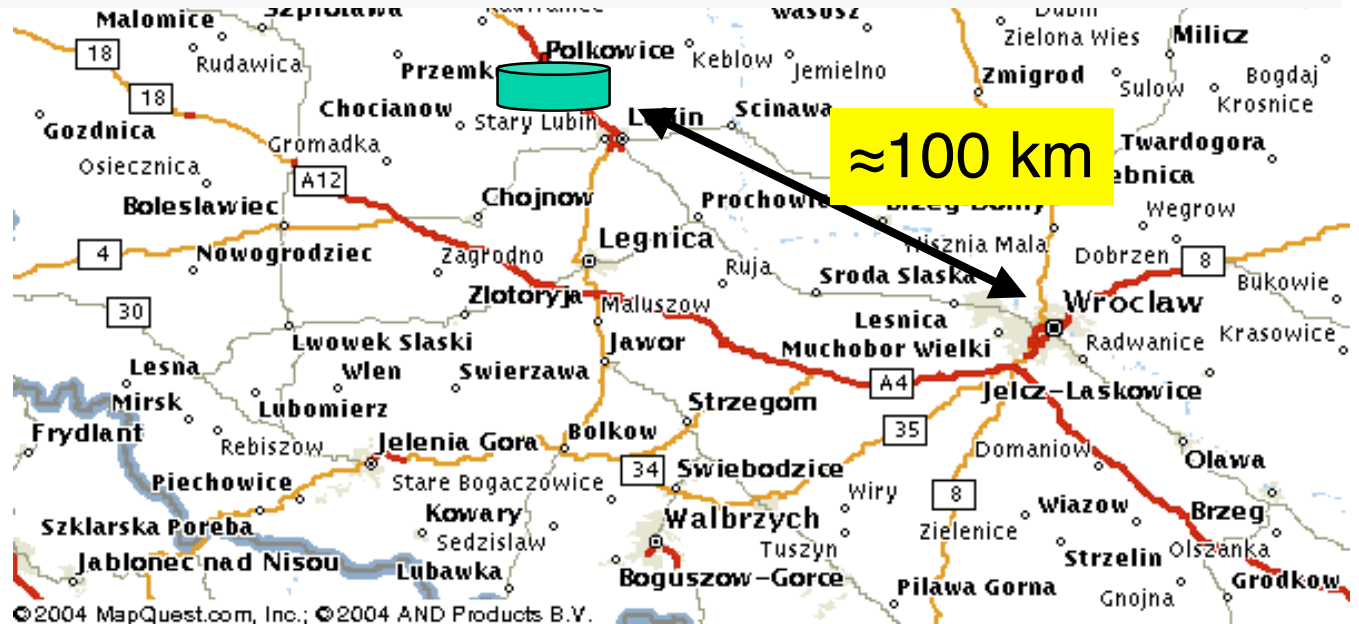 Malomice
Wasosz
Dubin
Zielona Wies
Milicz
18
Rudawica
Polkowice
Keblow
Jemielno
Zmigrod
Sulow
Bogdaj
Krosnice
18
Przemk
Chocianow
Stary Lubin
Lubin
Scinawa
≈100 km
Twardogora
Gozdnica
Gromadka
Osiecznica
A12
Boleslawiec
Chojnow
Prochowic
Brzeg Dolny
ebnica
Wegrow
4
Nowogrodziec
Zagrodno
Legnica
Ruja
Wisznia Mala
Dobrzen
8
Bukowie
30
Zlotoryja
Maluszow
Sroda Slaska
Wroclaw
Lesnica
Radwanice
Krasowice
Lwowek Slaski
Jawor
Muchobor Wielki
Lesna
Wlen
Swierzawa
A4
Jelcz-Laskowice
Mirsk
Lubomierz
Strzegom
Frydlant
Rebiszow
Jelenia Gora
Bolkow
35
Domaniow
Olawa
Piechowice
Stare Bogaczowice
34
Swiebodzice
Wiry
8
Wiazow
Brzeg
Szklarska Poreba
Kowary
Sedzislaw
Walbrzych
Tuszyn
Zielenice
Strzelin
Olszanka
Jablonec nad Nisou
Lubawka
Boguszow-Gorce
Pilawa Gorna
Gnojna
Grodkow
©2004 MapQuest.com, Inc.; ©2004 AND Products B.V.